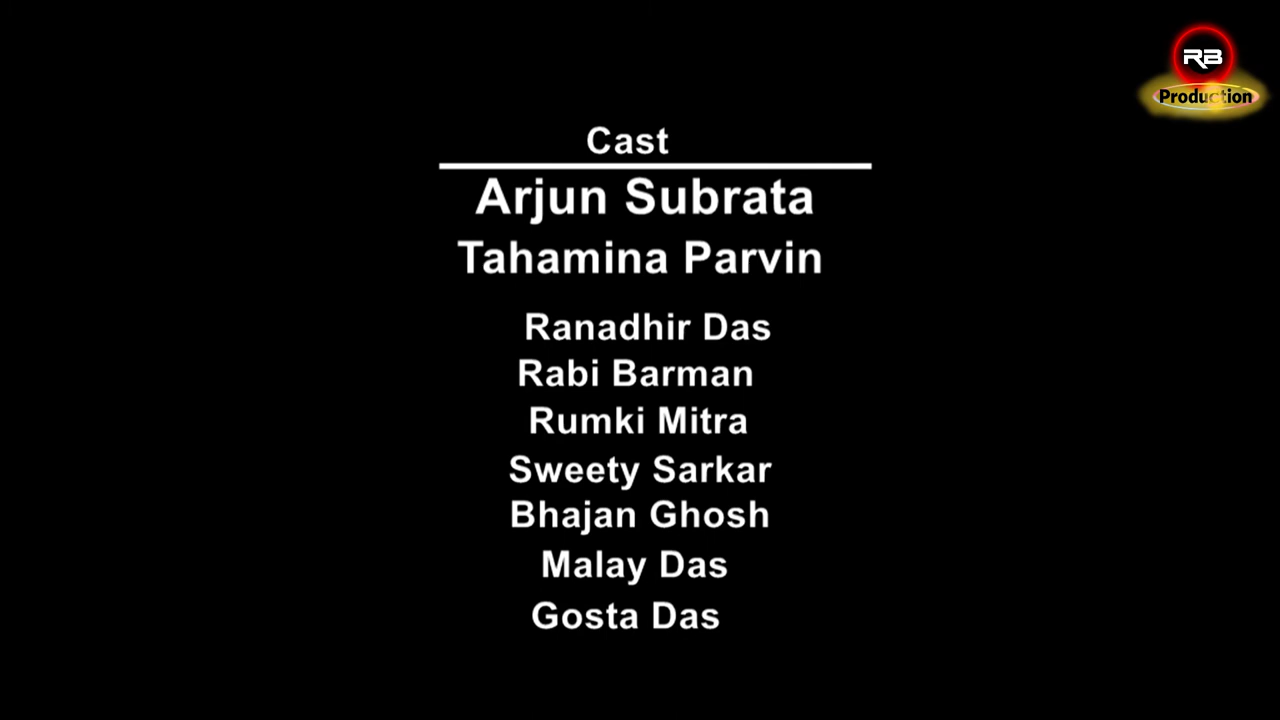 RB
Production
Cast
Arjun Subrata
Tahamina Parvin
Ranadhir Das
Rabi Barman
Rumki Mitra
Sweety Sarkar
Bhajan Ghosh
Malay Das
Gosta Das